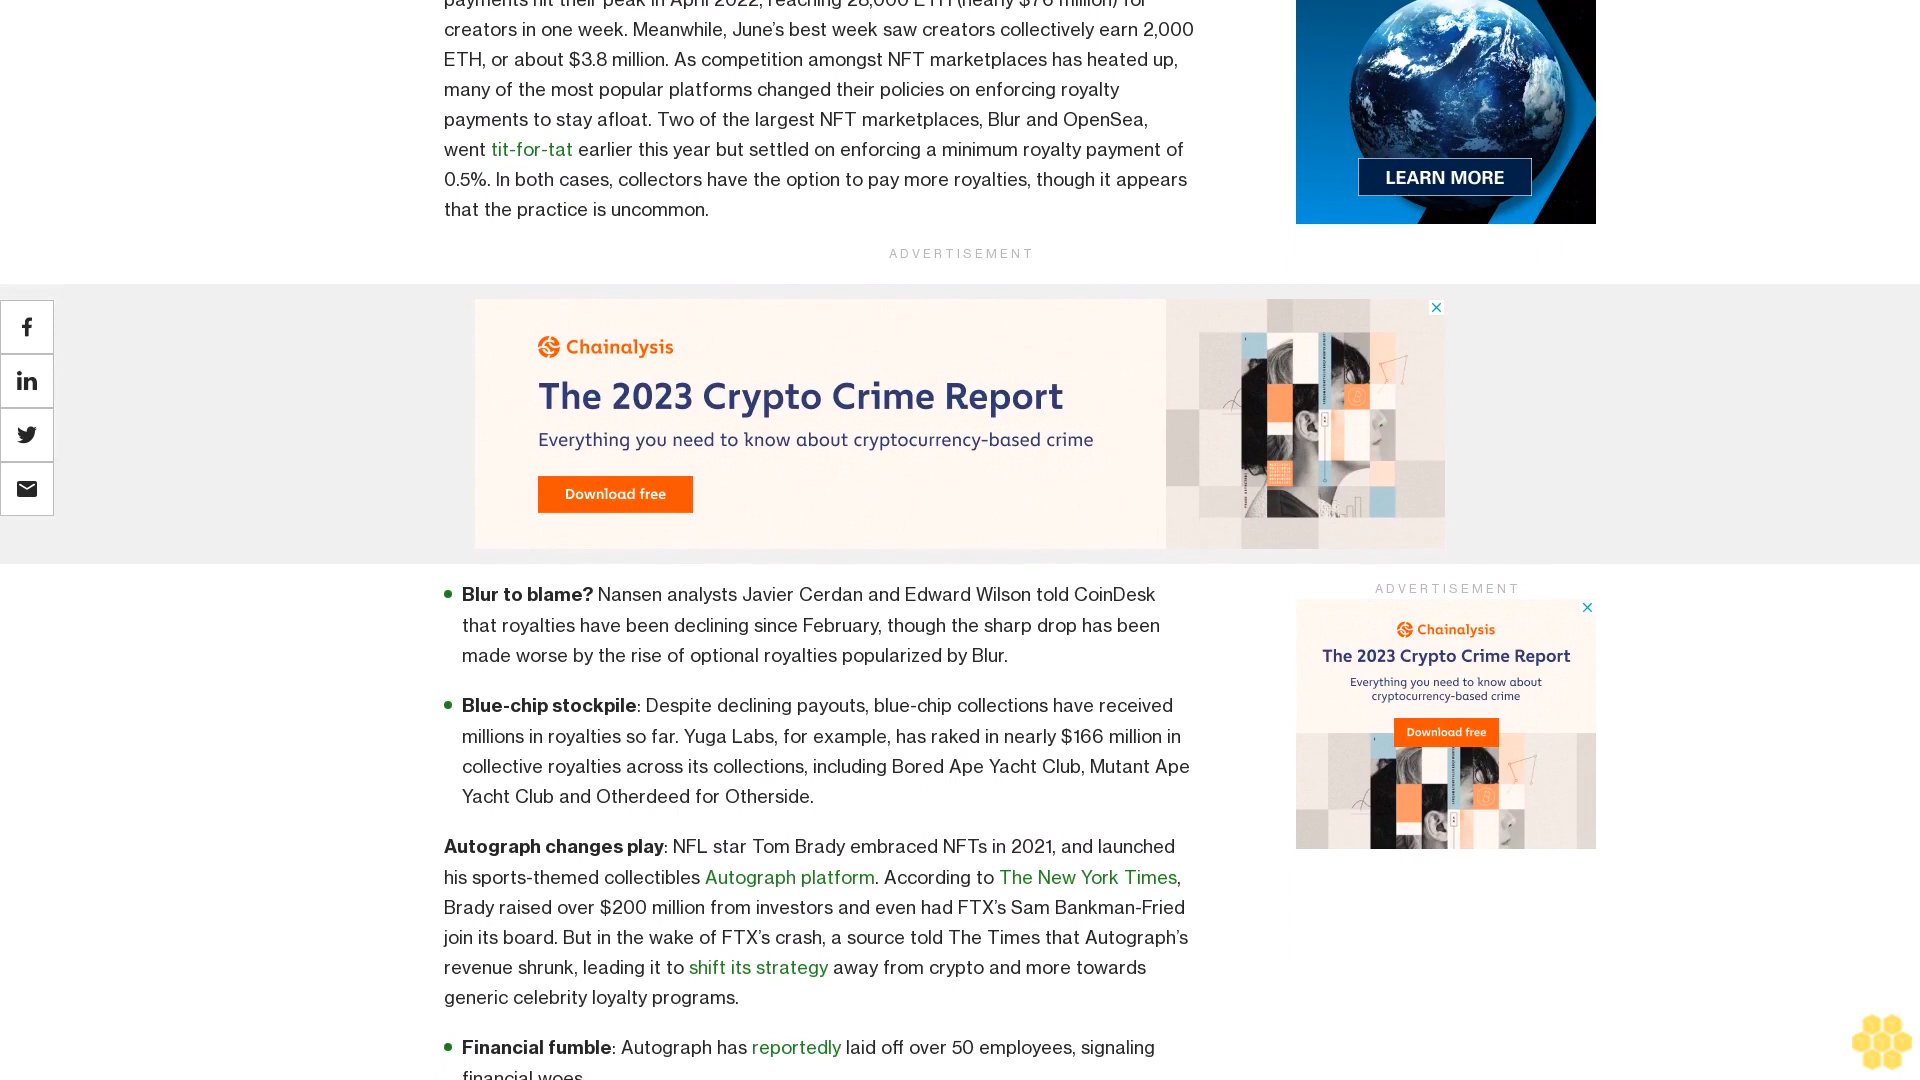 payments hit their peak in April 2022, reaching 28,000 ETH (nearly $76 million) for
creators in one week. Meanwhile, June’s best week saw creators collectively earn 2,000
ETH, or about $3.8 million. As competition amongst NFT marketplaces has heated up,
many of the most popular platforms changed their policies on enforcing royalty
payments to stay afloat. Two of the largest NFT marketplaces, Blur and OpenSea,
went tit-for-tat earlier this year but settled on enforcing a minimum royalty payment of
0.5%. In both cases, collectors have the option to pay more royalties, though it appears
that the practice is uncommon.
LEARN MORE
ADVERTISEMENT
Chainalysis
The 2023 Crypto Crime Report
Everything you need to know about cryptocurrency-based crime
Download free
Blur to blame? Nansen analysts Javier Cerdan and Edward Wilson told CoinDesk
that royalties have been declining since February, though the sharp drop has been
made worse by the rise of optional royalties popularized by Blur.
Blue-chip stockpile: Despite declining payouts, blue-chip collections have received
millions in royalties so far. Yuga Labs, for example, has raked in nearly $166 million in
collective royalties across its collections, including Bored Ape Yacht Club, Mutant Ape
Yacht Club and Otherdeed for Otherside.
Autograph changes play: NFL star Tom Brady embraced NFTs in 2021, and launched
his sports-themed collectibles Autograph platform. According to The New York Times,
Brady raised over $200 million from investors and even had FTX’s Sam Bankman-Fried
join its board. But in the wake of FTX’s crash, a source told The Times that Autograph’s
revenue shrunk, leading it to shift its strategy away from crypto and more towards
generic celebrity loyalty programs.
Financial fumble: Autograph has reportedly laid off over 50 employees, signaling
financial woes.
ADVERTISEMENT
Chainalysis
The 2023 Crypto Crime Report
Everything you need to know about
cryptocurrency-based crime
Download free